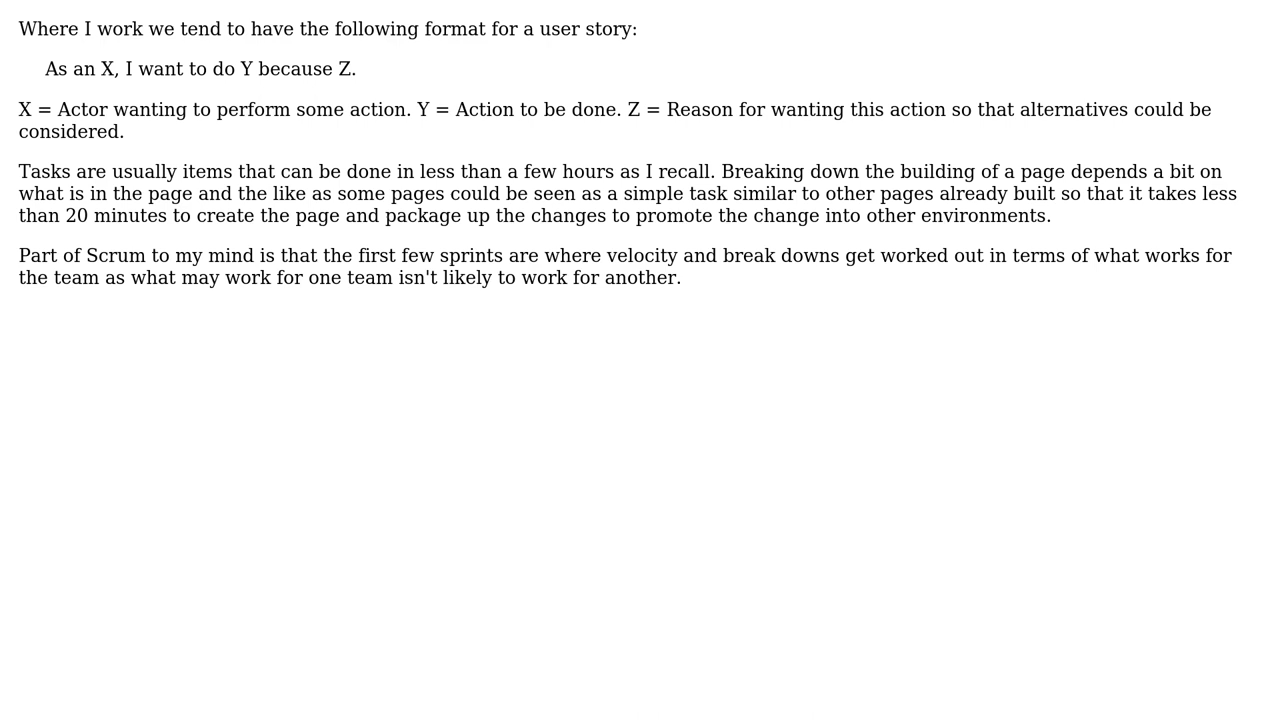 Where I work we tend to have the following format for a user story:
As an X, I want to do Y because Z.
X = Actor wanting to perform some action. Y = Action to be done. Z = Reason for wanting this action so that alternatives could be
considered.
Tasks are usually items that can be done in less than a few hours as I recall. Breaking down the building of a page depends a bit on
what is in the page and the like as some pages could be seen as a simple task similar to other pages already built so that it takes less
than 20 minutes to create the page and package up the changes to promote the change into other environments.
Part of Scrum to my mind is that the first few sprints are where velocity and break downs get worked out in terms of what works for
the team as what may work for one team isn't likely to work for another.